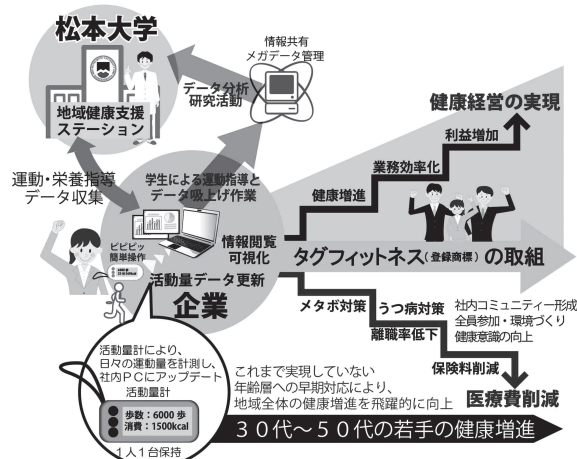 松本大学
地域健康支援
ステーション
情報共有
メガデータ管理
データ分析
研究活動
運動・栄養指導
データ収集
学生による運動指導と
データ吸上げ作業
ピピピッ
簡単操作
情報閲覧
可視化
活動量データ更新
企業
健康経営の実現
利益増加
業務効率化
健康増進
タグフィットネス(登録商標)の取組
メタボ対策
うつ病対策
離職率低下
保険料削減
医療費削減
社内コミュニティー形成
全員参加・環境づくり
健康意識の向上
活動量計により、
日々の運動量を計測し、
社内PCにアップデート
活動量計
歩数：6000 歩
消費：1500kcal
1人1台保持
これまで実現していない
年齢層への早期対応により、
地域全体の健康増進を飛躍的に向上
３０代〜５０代の若手の健康増進